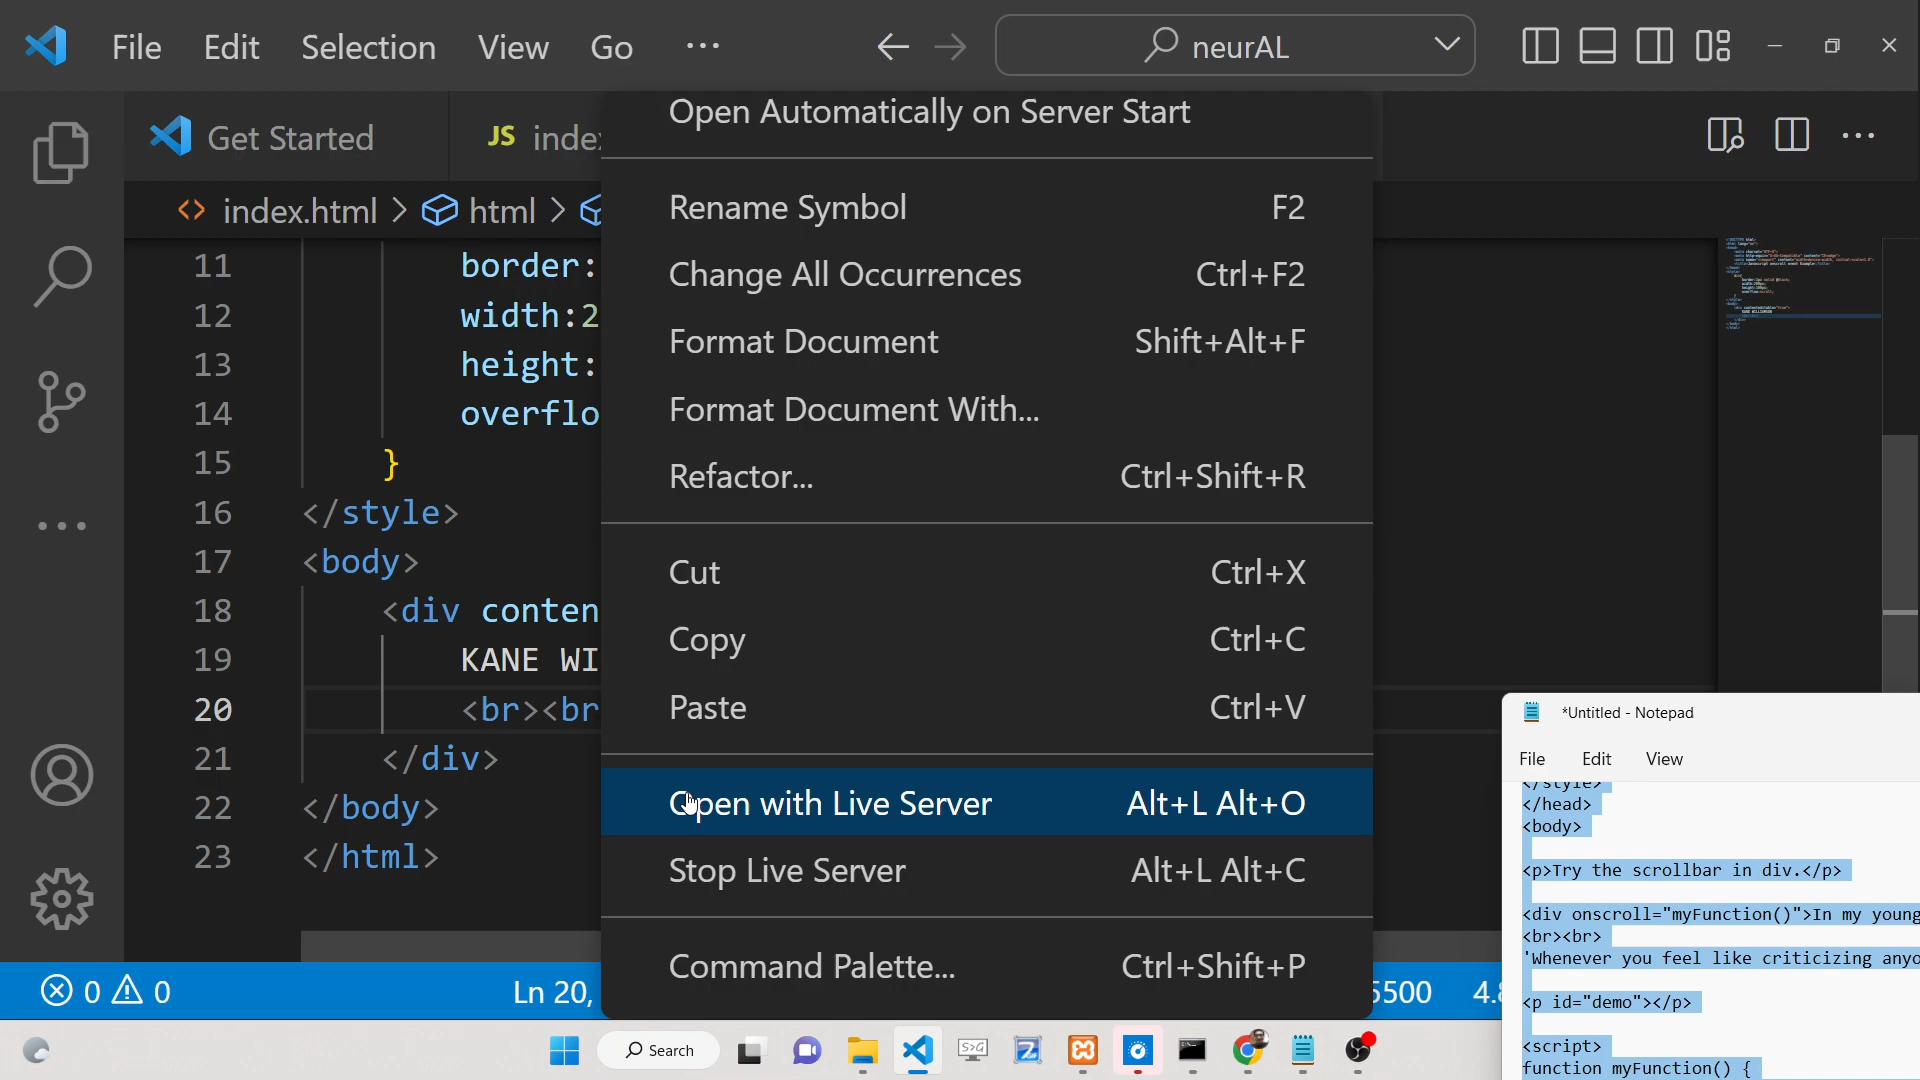 File Edit Selection View Go ...
neurAL
Get Started
JS index
index.html > html >
Open Automatically on Server Start
Rename Symbol F2
Change All Occurrences Ctrl+F2
Format Document Shift+Alt+F
Format Document With...
Refactor... Ctrl+Shift+R
Cut Ctrl+X
Copy Ctrl+C
Paste Ctrl+V
Open with Live Server Alt+L Alt+O
Stop Live Server Alt+L Alt+C
Command Palette... Ctrl+Shift+P
11 border:
12 width:2
13 height:
14 overflo
15 }
16 </style>
17 <body>
18 <div conten
19 KANE WI
20 <br><br
21 </div>
22 </body>
23 </html>
0 0 Ln 20, 5500 4.8
*Untitled - Notepad
File Edit View
</style>
</head>
<body>
<p>Try the scrollbar in div.</p>
<div onscroll="myFunction()">In my young
<br><br>
'Whenever you feel like criticizing anyo
<p id="demo"></p>
<script>
function myFunction() {
Search